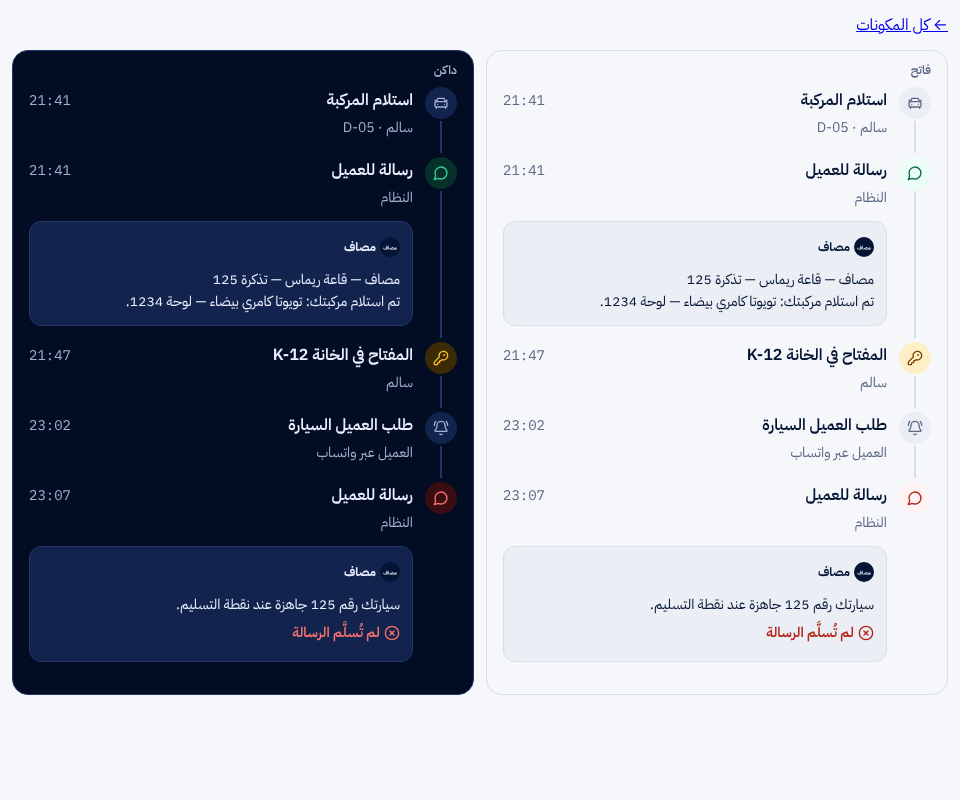 ← كل المكونات
فاتح
استلام المركبة 21:41
سالم · D-05
رسالة للعميل 21:41
النظام
مصاف مصاف
مصاف — قاعة ريماس — تذكرة 125
تم استلام مركبتك: تويوتا كامري بيضاء — لوحة 1234.
المفتاح في الخانة K-12 21:47
سالم
طلب العميل السيارة 23:02
العميل عبر واتساب
رسالة للعميل 23:07
النظام
مصاف مصاف
سيارتك رقم 125 جاهزة عند نقطة التسليم.
لم تُسلَّم الرسالة
داكن
استلام المركبة 21:41
سالم · D-05
رسالة للعميل 21:41
النظام
مصاف مصاف
مصاف — قاعة ريماس — تذكرة 125
تم استلام مركبتك: تويوتا كامري بيضاء — لوحة 1234.
المفتاح في الخانة K-12 21:47
سالم
طلب العميل السيارة 23:02
العميل عبر واتساب
رسالة للعميل 23:07
النظام
مصاف مصاف
سيارتك رقم 125 جاهزة عند نقطة التسليم.
لم تُسلَّم الرسالة